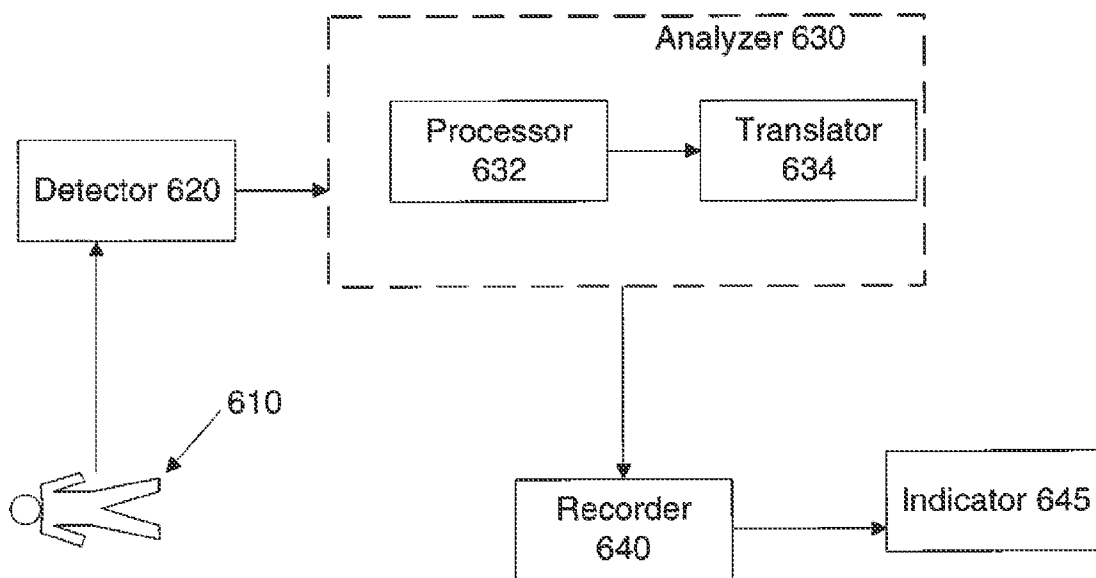 Analyzer 630
Processor
632
Translator
634
Detector 620
610
Recorder
640
Indicator 645